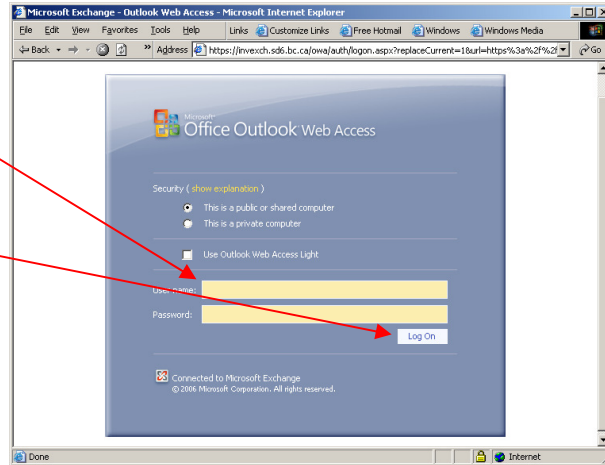 Microsoft Exchange - Outlook Web Access - Microsoft Internet Explorer
File Edit View Favorites Tools Help Links Customize Links Free Hotmail Windows Windows Media
Back » Address https://invexch.sd6.bc.ca/owa/auth/logon.aspx?replaceCurrent=1&url=https%3a%2f%2f Go
Microsoft
Office Outlook Web Access
Security ( show explanation )
This is a public or shared computer
This is a private computer
Use Outlook Web Access Light
User name:
Password:
Log On
Connected to Microsoft Exchange
© 2006 Microsoft Corporation. All rights reserved.
Done Internet